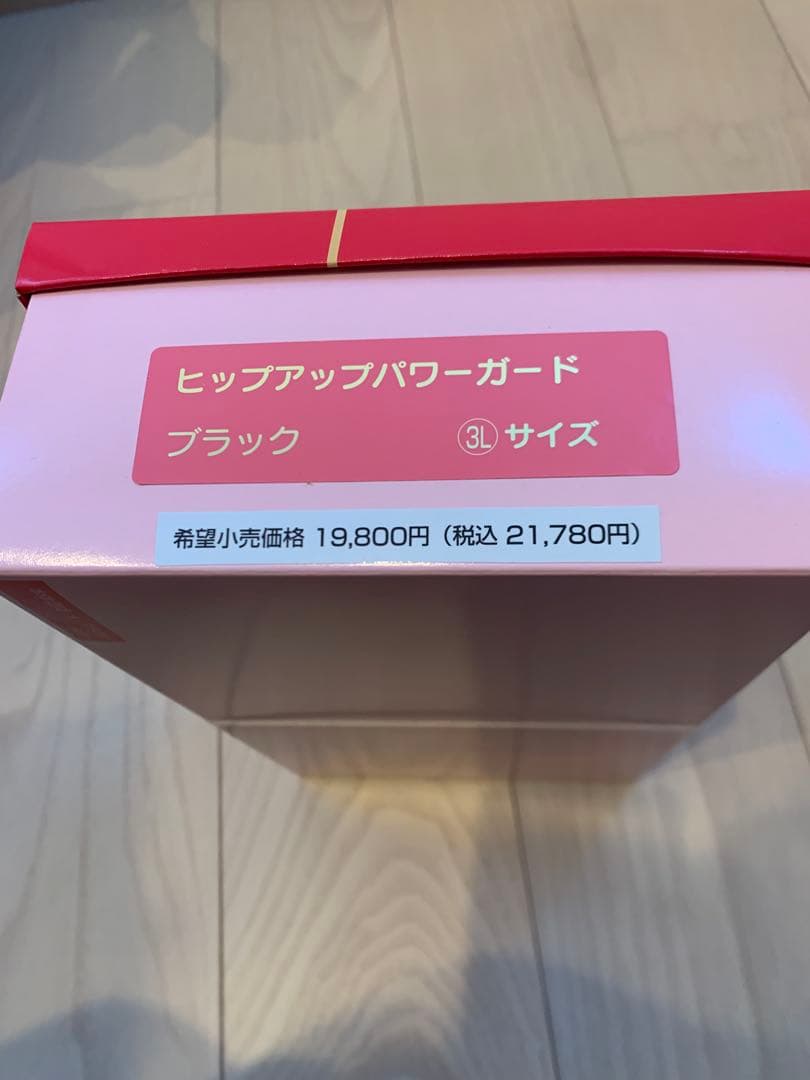 ヒップアップパワーガード
ブラック ③L サイズ
希望小売価格 19,800円（税込 21,780円）